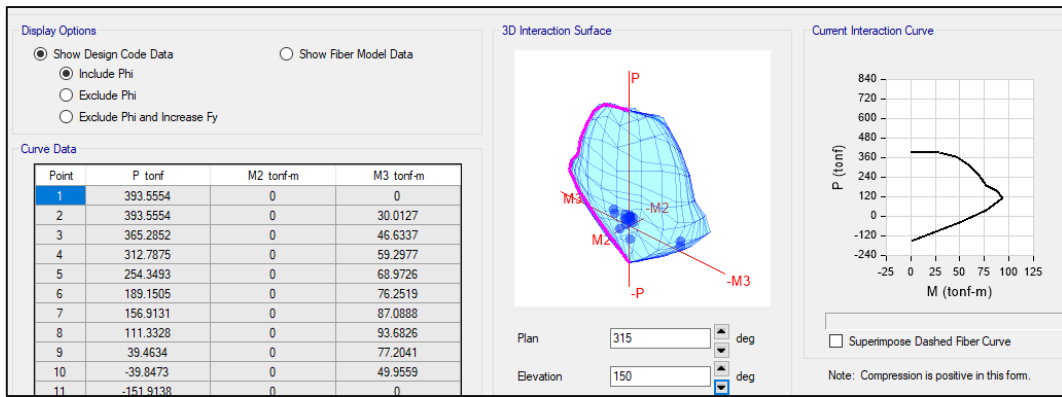 Display Options
Show Design Code Data
Show Fiber Model Data
Include Phi
Exclude Phi
Exclude Phi and Increase Fy
Curve Data
Point P tonf M2 tonf-m M3 tonf-m
1 393.5554 0 0
2 393.5554 0 30.0127
3 365.2852 0 46.6337
4 312.7875 0 59.2977
5 254.3493 0 68.9726
6 189.1505 0 76.2519
7 156.9131 0 87.0888
8 111.3328 0 93.6826
9 39.4634 0 77.2041
10 -39.8473 0 49.9559
11 -151.9138 0 0
3D Interaction Surface
P
M3
-M2
M2
-M3
-P
Plan 315 deg
Elevation 150 deg
Current Interaction Curve
P (tonf)
840
720
600
480
360
240
120
0
-120
-240
-25 0 25 50 75 100 125
M (tonf-m)
Superimpose Dashed Fiber Curve
Note: Compression is positive in this form.